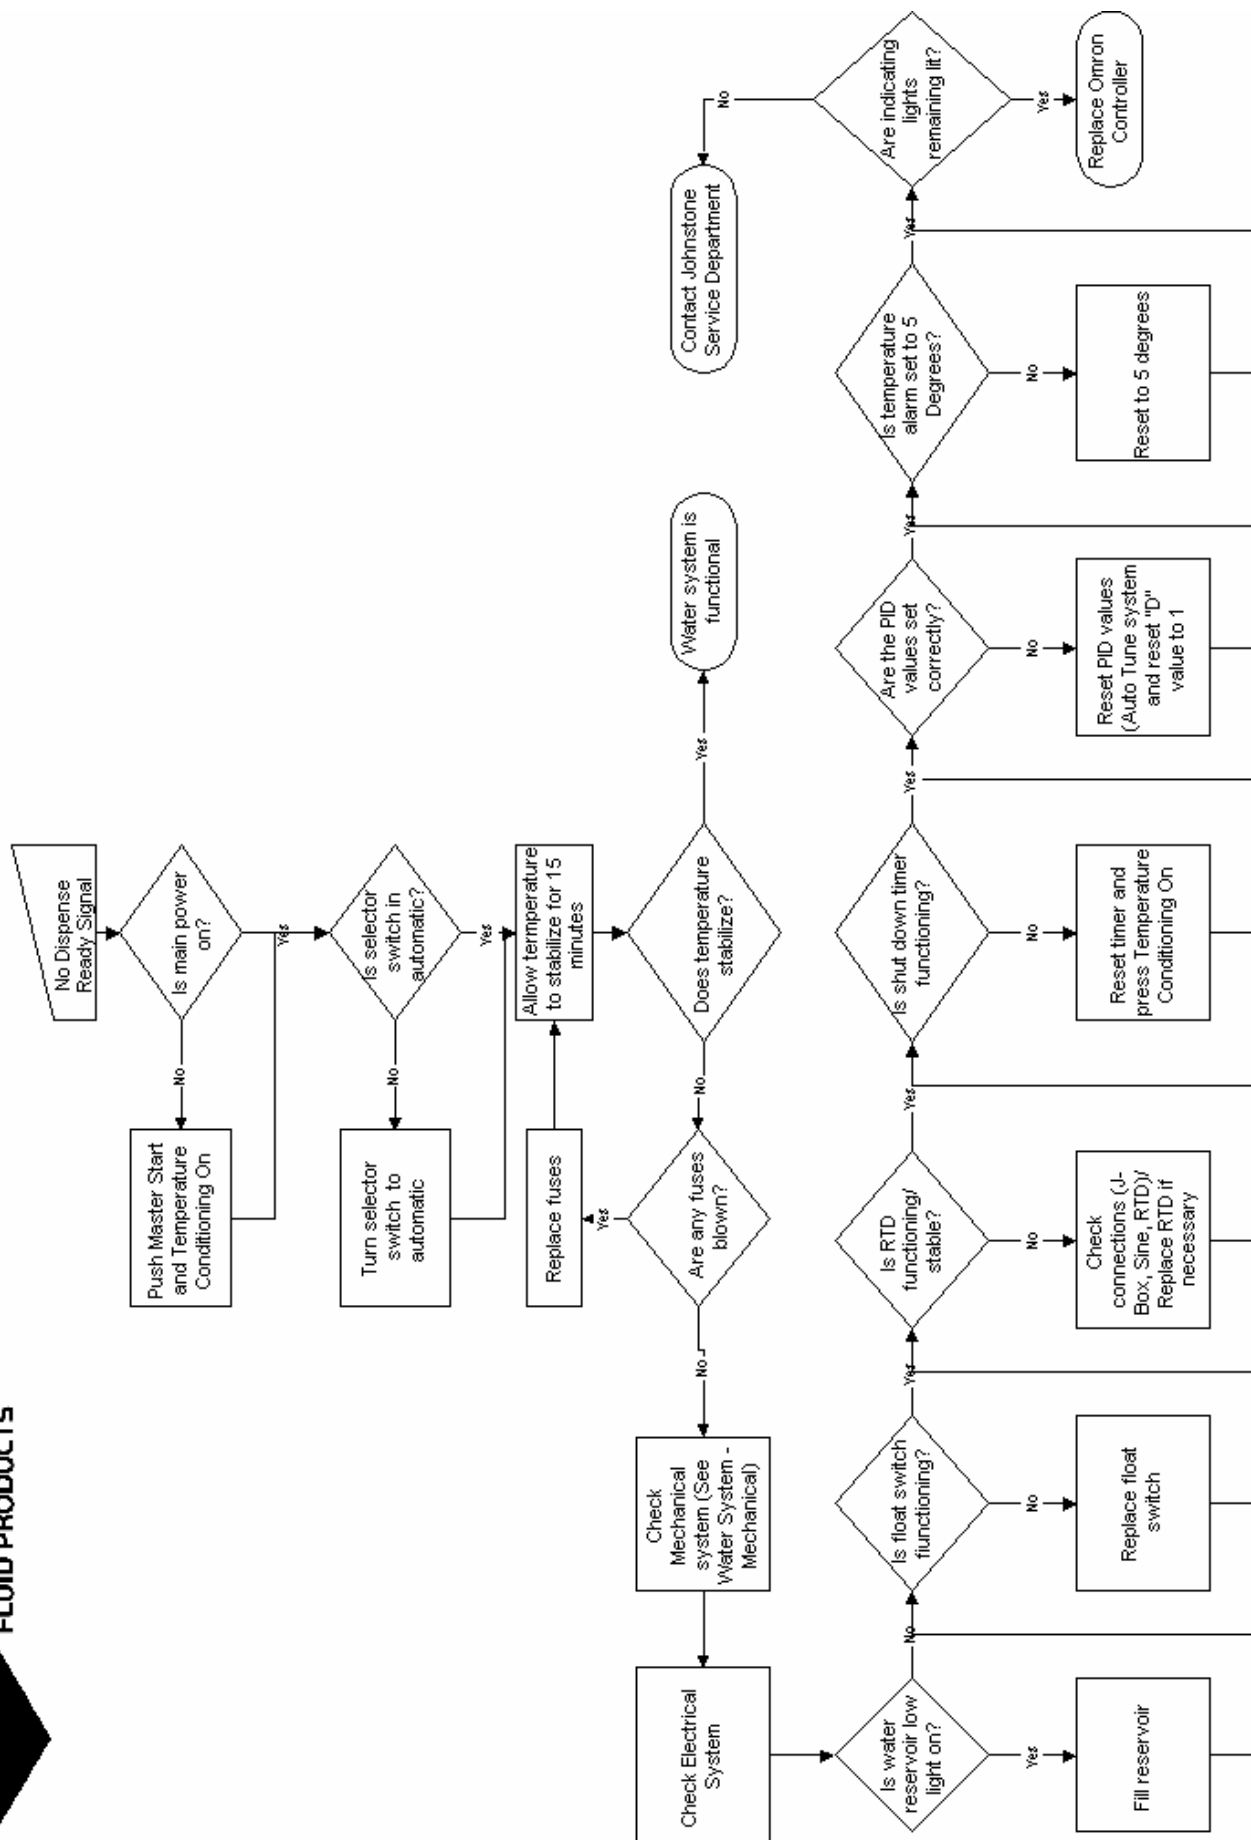 FLUID PRODUCTS
No Dispense
Ready Signal
Is main power
on?
No
Yes
Push Master Start
and Temperature
Conditioning On
Is selector
switch in
automatic?
No
Yes
Turn selector
switch to
automatic
Allow termperature
to stabilize for 15
minutes
Replace fuses
Does temperature
stabilize?
Yes
Water system is
functional
No
Are any fuses
blown?
Yes
No
Check
Mechanical
system (See
Water System -
Mechanical)
Check Electrical
System
Is water
reservoir low
light on?
Yes
Fill reservoir
No
Is float switch
fiunctioning?
No
Replace float
switch
Yes
Is RTD
functioning/
stable?
No
Check
connections (J-
Box, Sine, RTD)/
Replace RTD if
necessary
Yes
Is shut down timer
functioning?
No
Reset timer and
press Temperature
Conditioning On
Yes
Are the PID
values set
correctly?
No
Reset PID values
(Auto Tune system
and reset "D"
value to 1
Yes
Is temperature
alarm set to 5
Degrees?
No
Reset to 5 degrees
Yes
Are indicating
lights
remaining lit?
No
Contact Johnstone
Service Department
Yes
Replace Omron
Controller